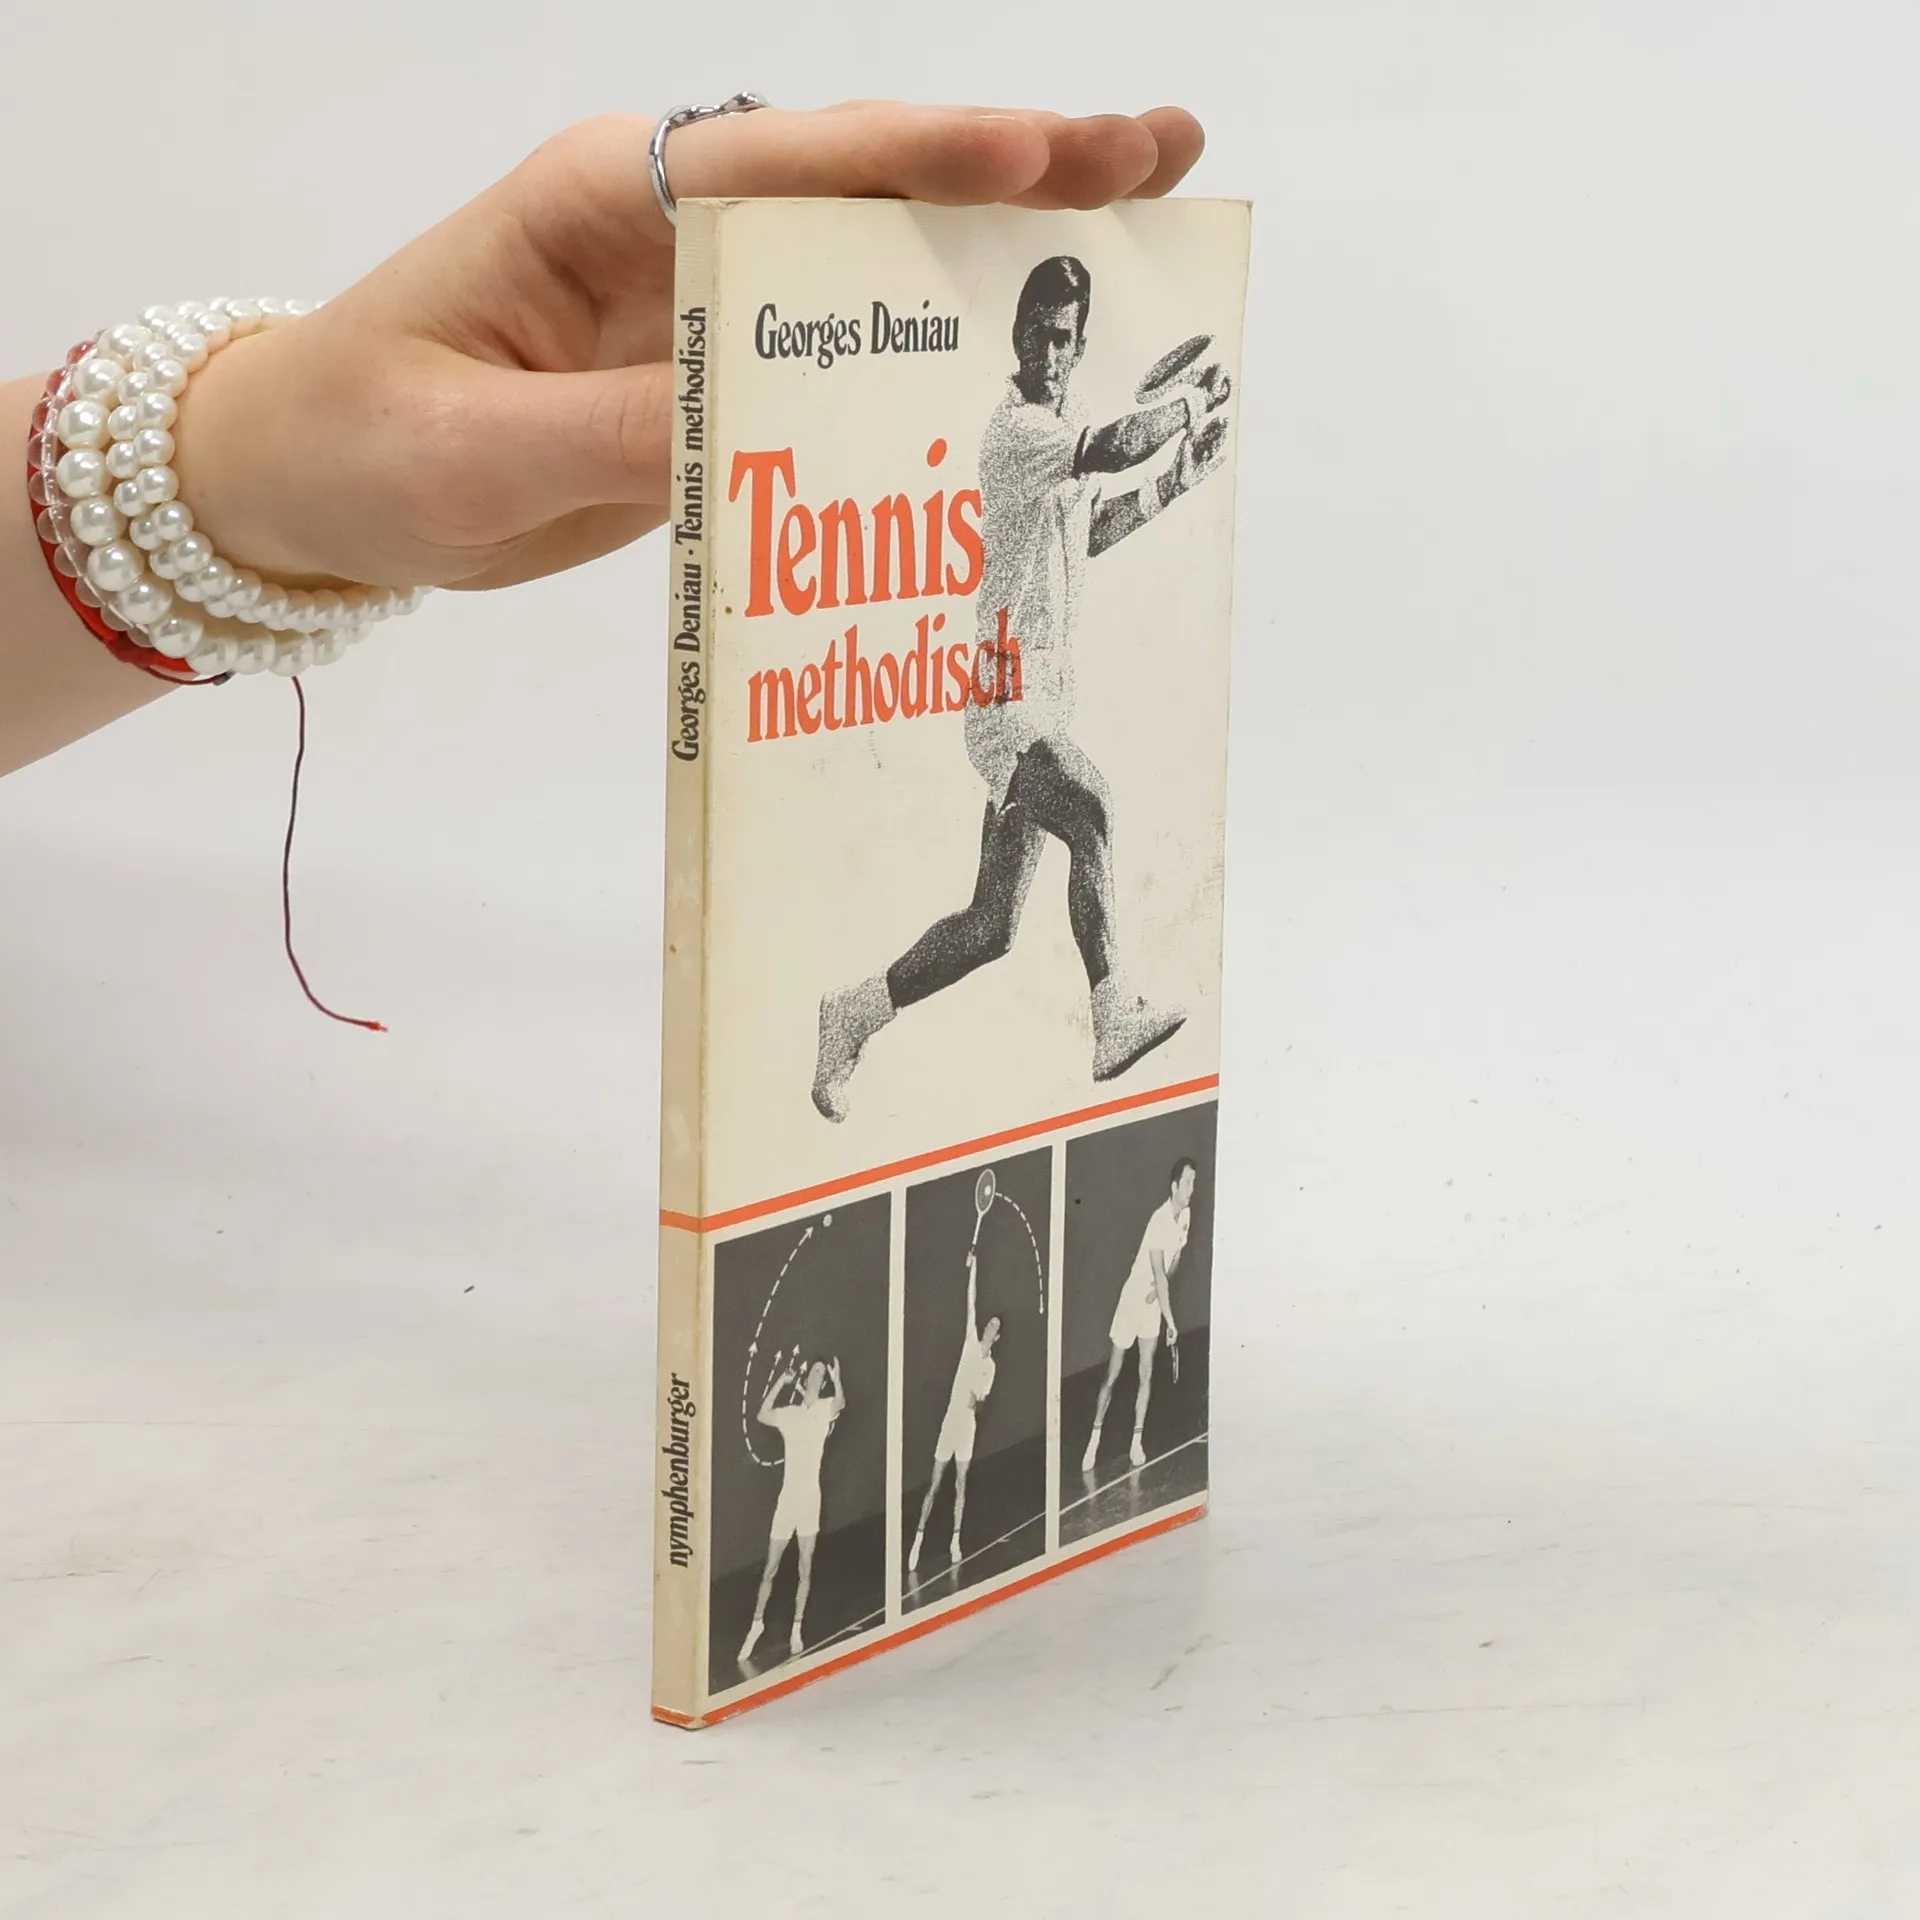 Georges Deniau
Tennis
methodisch
Georges Deniau · Tennis methodisch
nymphenburger